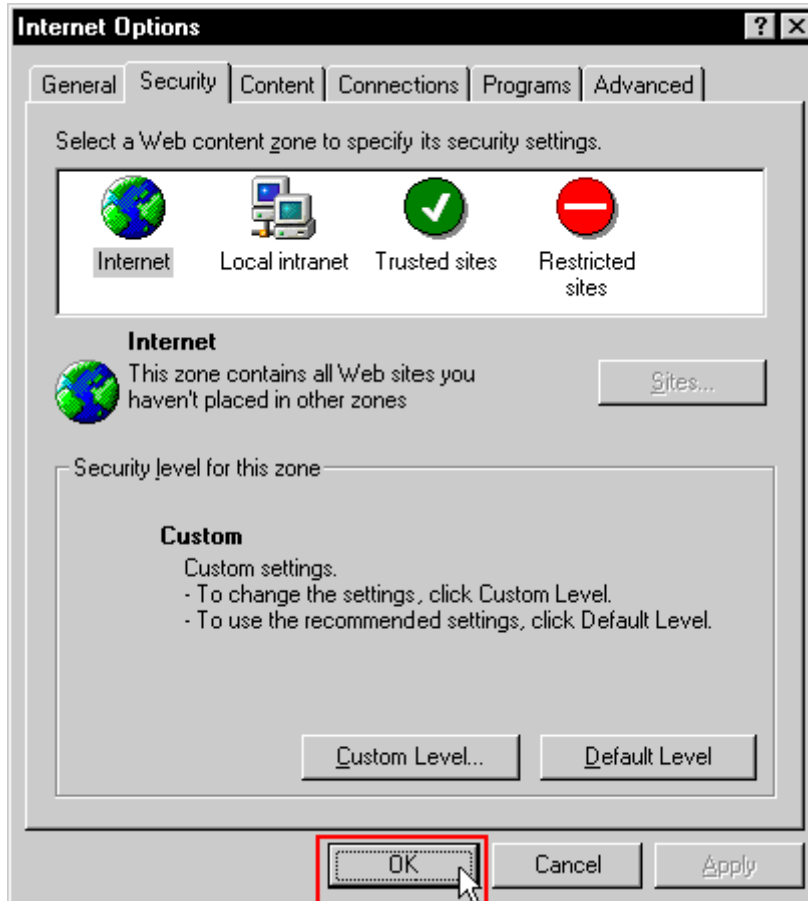 Internet Options
General Security Content Connections Programs Advanced
Select a Web content zone to specify its security settings.
Internet Local intranet Trusted sites Restricted
sites
Internet
This zone contains all Web sites you
haven't placed in other zones
Sites...
Security level for this zone
Custom
Custom settings.
- To change the settings, click Custom Level.
- To use the recommended settings, click Default Level.
Custom Level... Default Level
OK Cancel Apply